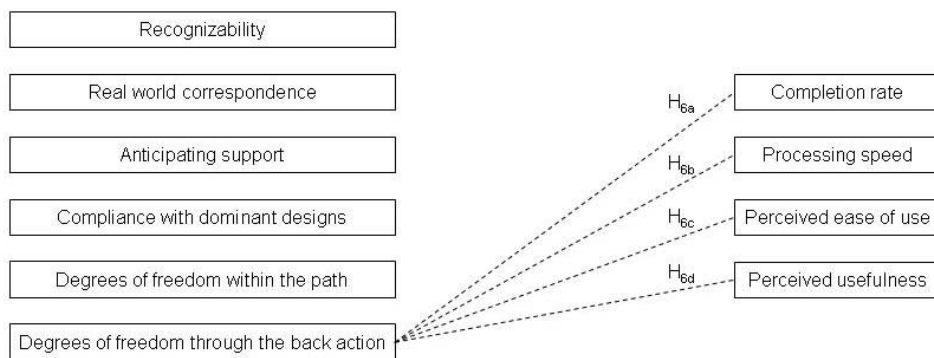 Recognizability
Real world correspondence
Anticipating support
Compliance with dominant designs
Degrees of freedom within the path
Degrees of freedom through the back action
H6a
H6b
H6c
H6d
Completion rate
Processing speed
Perceived ease of use
Perceived usefulness